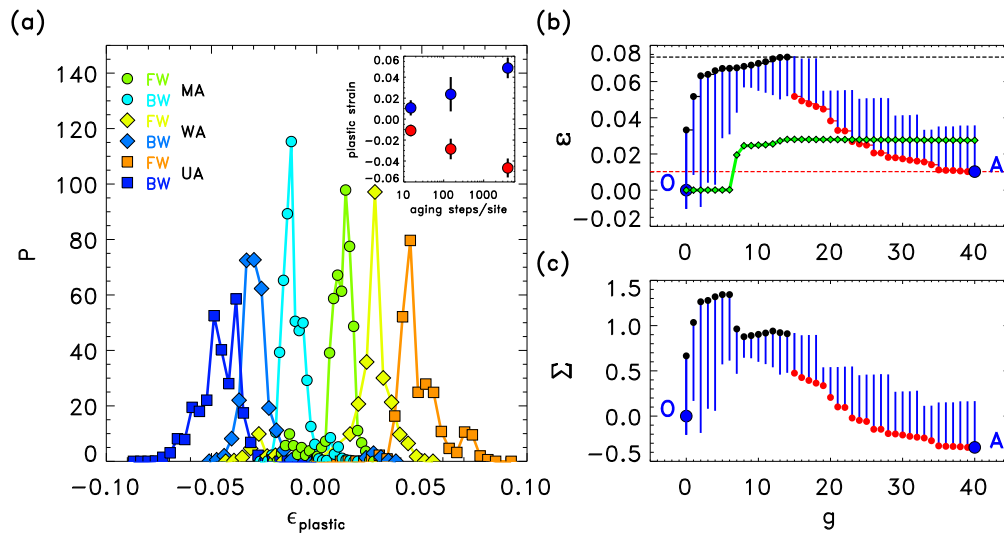 (a)
140
120
100
80
60
40
20
0
P
-0.10
-0.05
0.00
0.05
0.10
ϵplastic
FW
BW
MA
FW
BW
WA
FW
BW
UA
0.06
0.04
0.02
0.00
-0.02
-0.04
-0.06
plastic strain
10
100
1000
aging steps/site
(b)
0.08
0.06
0.04
0.02
0.00
-0.02
ε
O
A
0
10
20
30
40
(c)
1.5
1.0
0.5
0.0
-0.5
Σ
O
A
0
10
20
30
40
g